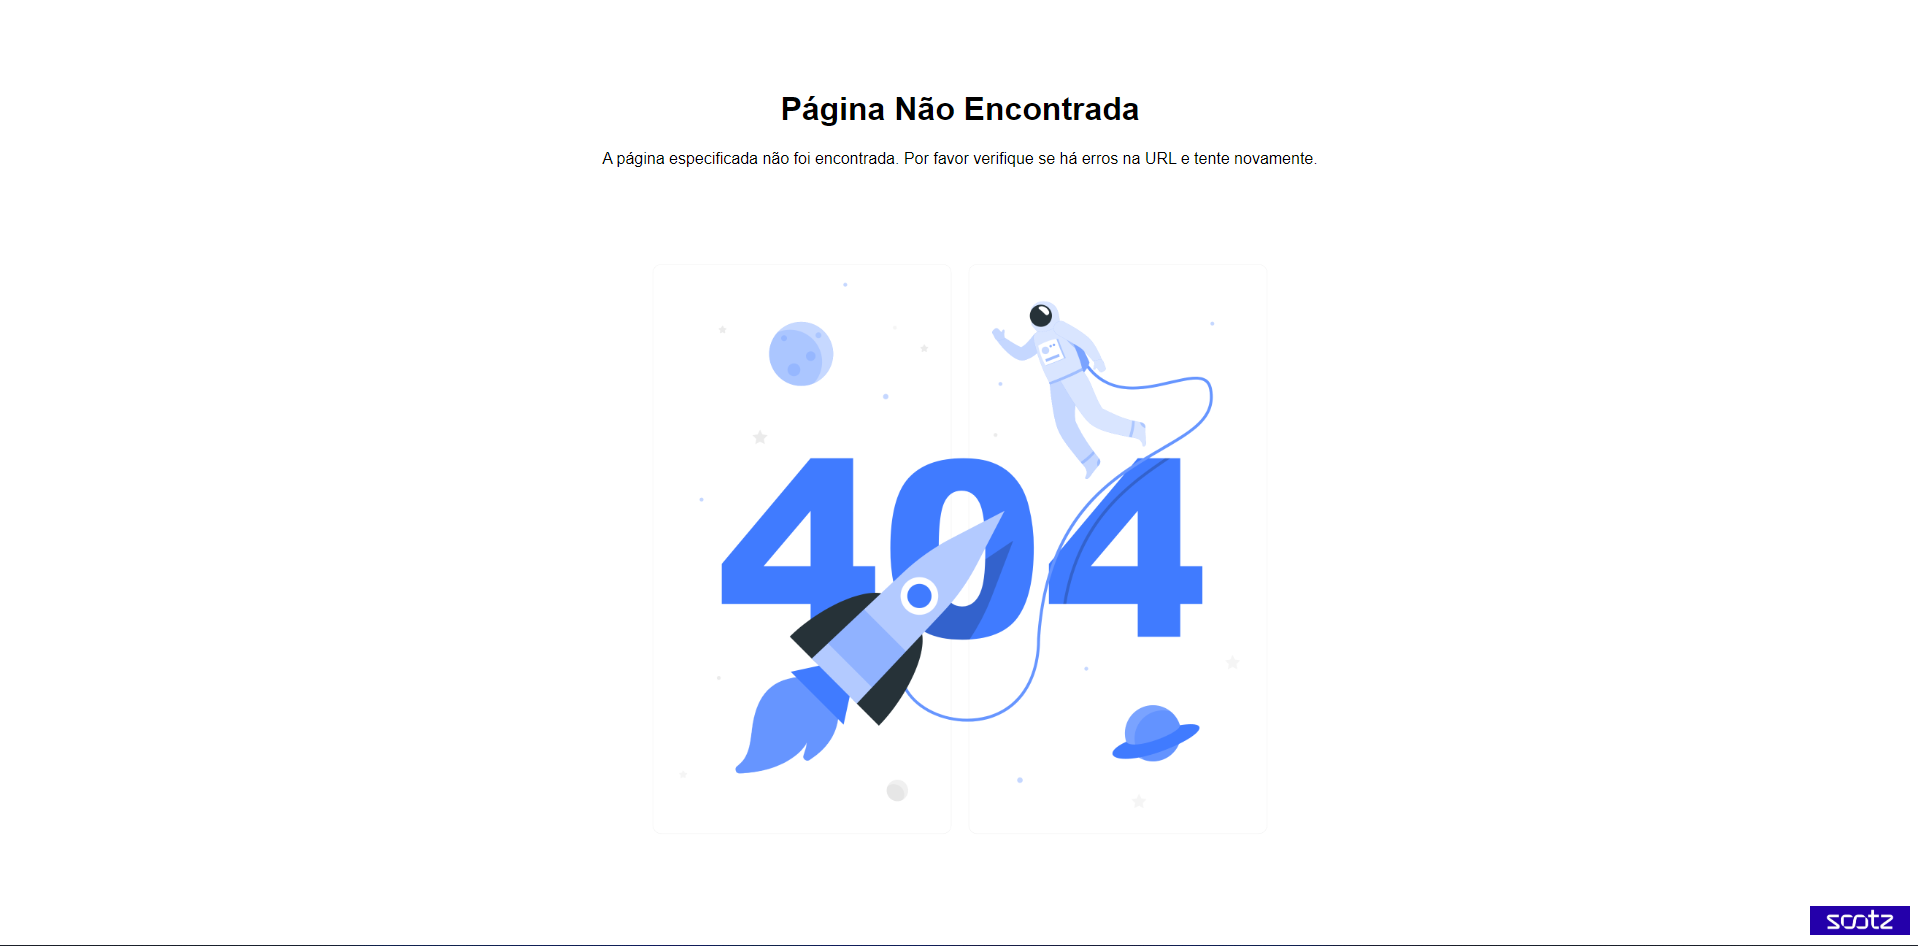 Página Não Encontrada
A página especificada não foi encontrada. Por favor verifique se há erros na URL e tente novamente.
404
scotz